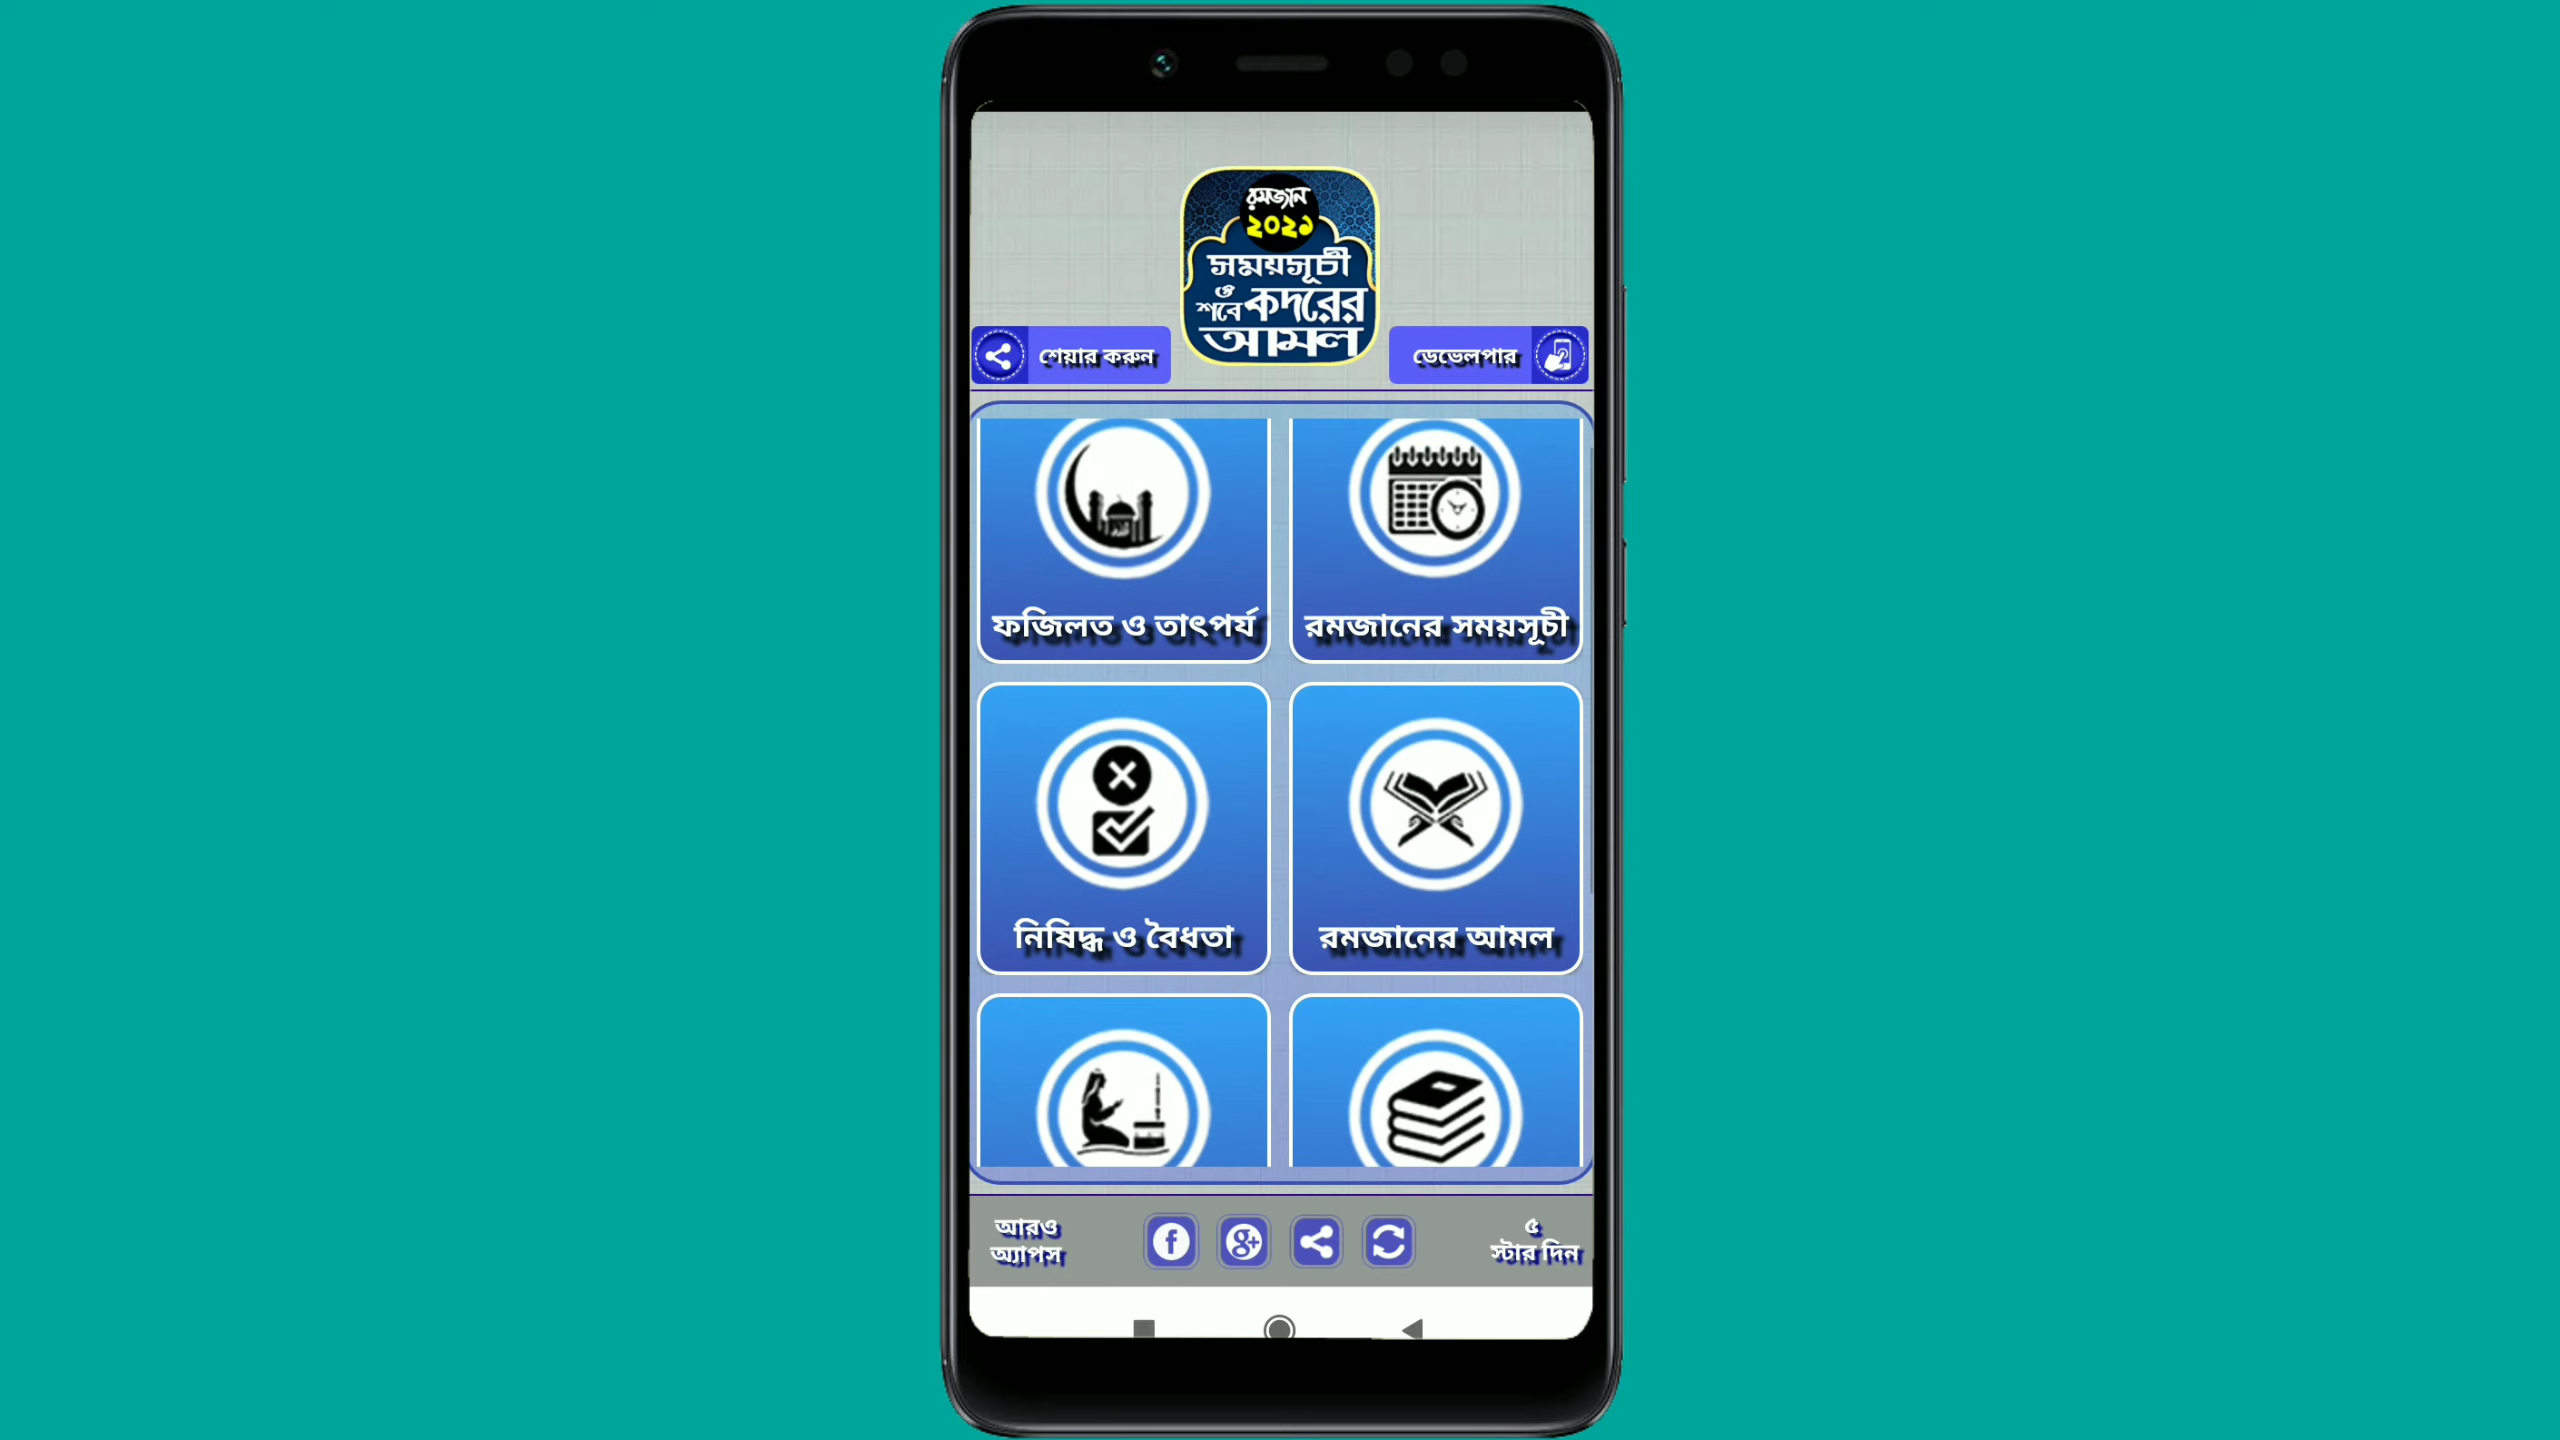 রমজান
২০২১
সময়সূচী
ও
শবে কদরের
আমল
শেয়ার করুন
ডেভেলপার
ফজিলত ও তাৎপর্য
রমজানের সময়সূচী
নিষিদ্ধ ও বৈধতা
রমজানের আমল
আরও
অ্যাপস
f
g+
৫
স্টার দিন